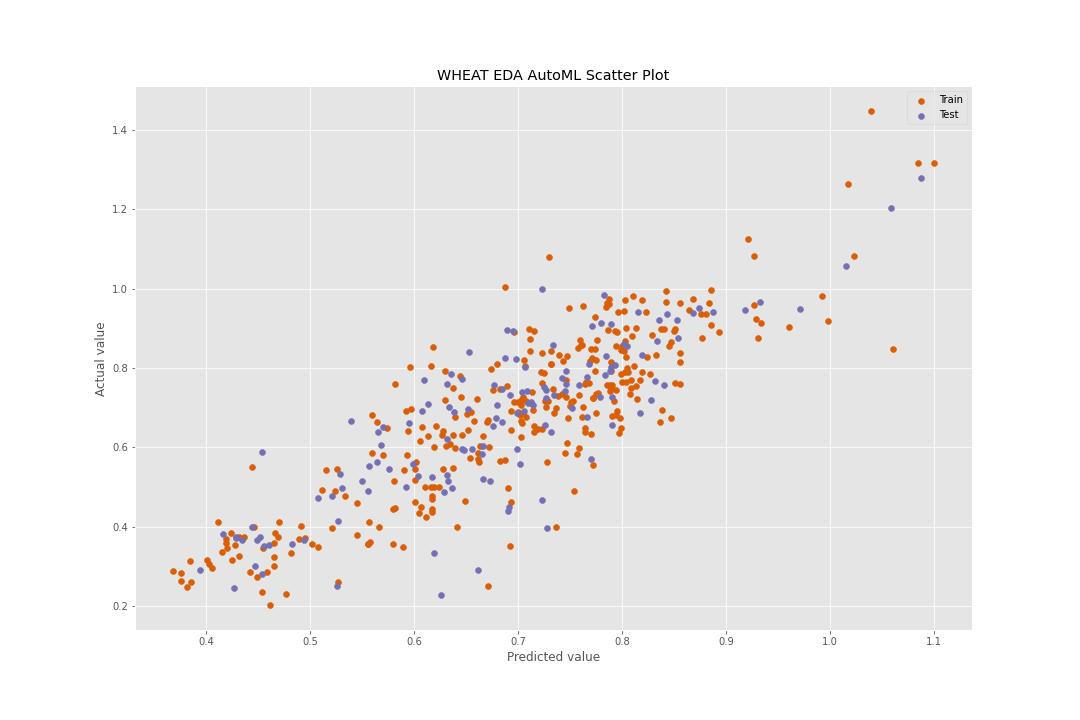 WHEAT EDA AutoML Scatter Plot
Train
Test
1.4
1.2
1.0
0.8
0.6
0.4
0.2
Actual value
0.4 0.5 0.6 0.7 0.8 0.9 1.0 1.1
Predicted value